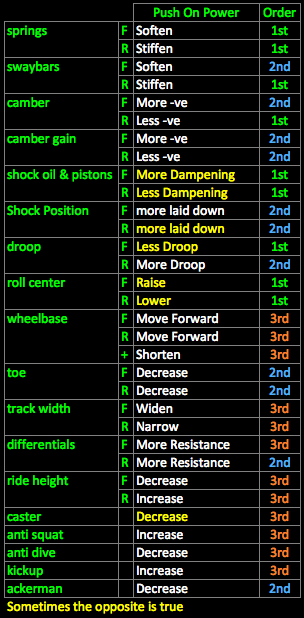 Push On Power Order
springs F Soften 1st
R Stiffen 1st
swaybars F Soften 2nd
R Stiffen 1st
camber F More -ve 2nd
R Less -ve 1st
camber gain F More -ve 2nd
R Less -ve 2nd
shock oil & pistons F More Dampening 1st
R Less Dampening 1st
Shock Position F more laid down 2nd
R more laid down 2nd
droop F Less Droop 1st
R More Droop 2nd
roll center F Raise 1st
R Lower 1st
wheelbase F Move Forward 3rd
R Move Forward 3rd
+ Shorten 3rd
toe F Decrease 2nd
R Decrease 2nd
track width F Widen 3rd
R Narrow 3rd
differentials F More Resistance 3rd
R More Resistance 2nd
ride height F Decrease 3rd
R Increase 3rd
caster Decrease 3rd
anti squat Increase 3rd
anti dive Decrease 3rd
kickup Increase 3rd
ackerman Decrease 2nd
Sometimes the opposite is true